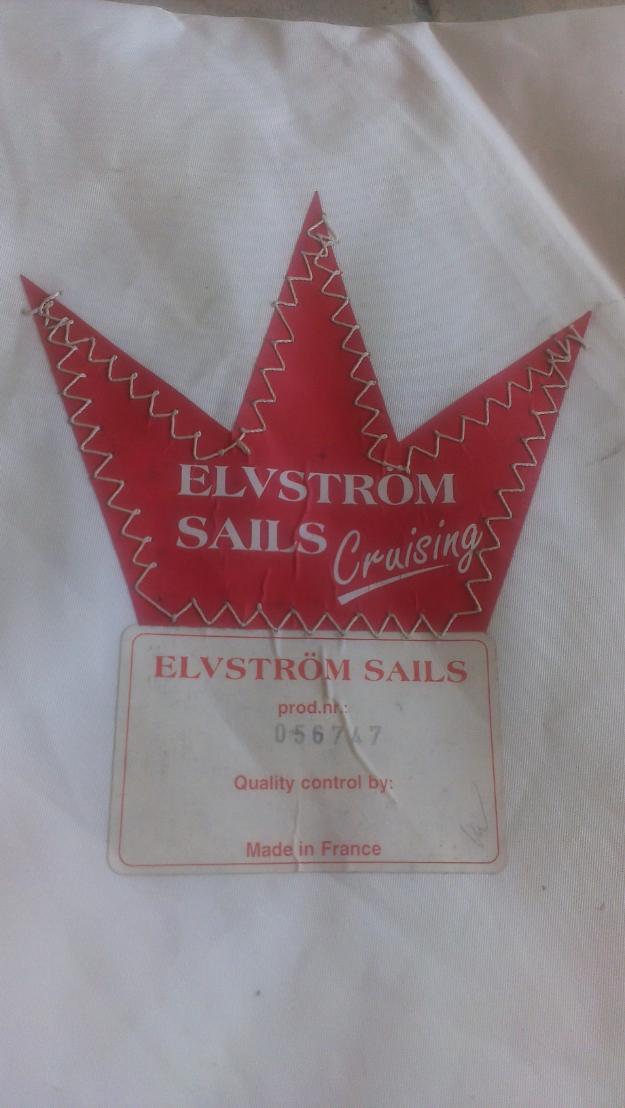 ELVSTRÖM
SAILS Cruising
ELVSTRÖM SAILS
prod.nr.:
056747
Quality control by:
Made in France